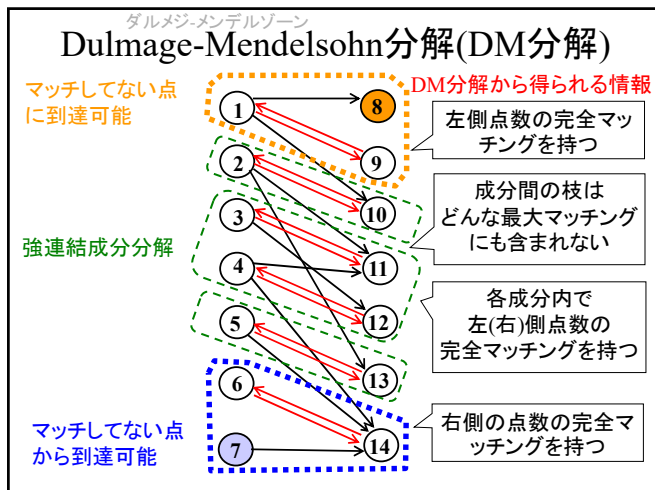 ダルメジ-メンデルゾーン
Dulmage-Mendelsohn分解(DM分解)
マッチしてない点
に到達可能
DM分解から得られる情報
1
8
左側点数の完全マッ
チングを持つ
9
2
10
成分間の枝は
どんな最大マッチング
にも含まれない
3
強連結成分分解
11
4
12
各成分内で
左(右)側点数の
完全マッチングを持つ
5
13
6
マッチしてない点
から到達可能
7
14
右側の点数の完全マ
ッチングを持つ